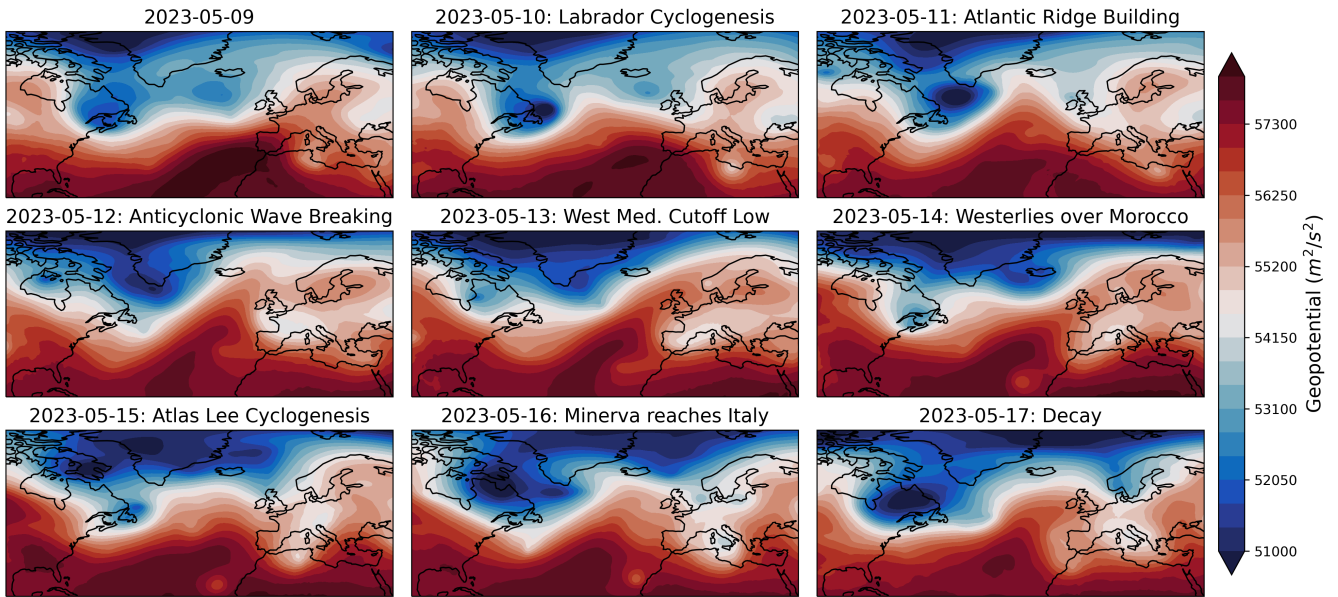 2023-05-09
2023-05-10: Labrador Cyclogenesis
2023-05-11: Atlantic Ridge Building
2023-05-12: Anticyclonic Wave Breaking
2023-05-13: West Med. Cutoff Low
2023-05-14: Westerlies over Morocco
2023-05-15: Atlas Lee Cyclogenesis
2023-05-16: Minerva reaches Italy
2023-05-17: Decay
57300
56250
55200
54150
53100
52050
51000
Geopotential (m²/s²)